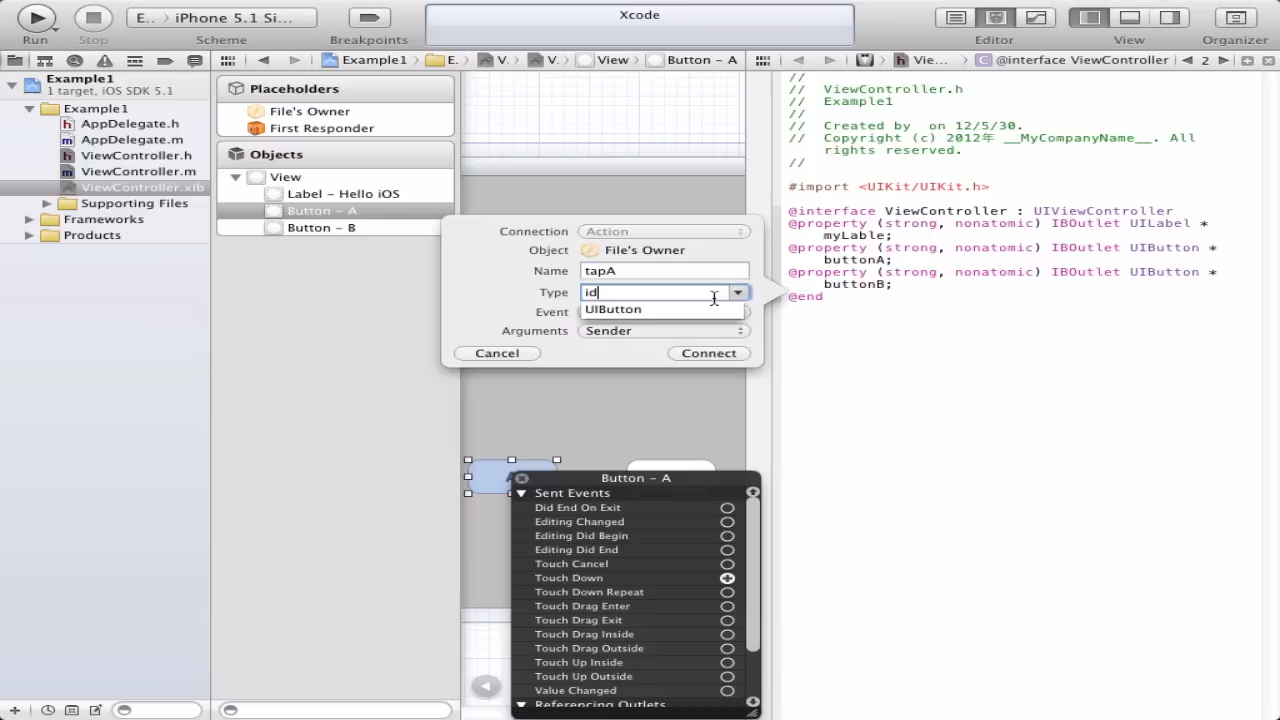 Xcode
E.. › iPhone 5.1 Si...
Run
Stop
Scheme
Breakpoints
Editor
View
Organizer
Example1
E.
V.
V.
View
Button - A
Vie...
@interface ViewController
2
Example1
1 target, iOS SDK 5.1
Example1
AppDelegate.h
AppDelegate.m
ViewController.h
ViewController.m
ViewController.xib
Supporting Files
Frameworks
Products
Placeholders
File's Owner
First Responder
Objects
View
Label - Hello iOS
Button - A
Button - B
Connection
Action
Object
File's Owner
Name
tapA
Type
id
UIButton
Event
Arguments
Sender
Cancel
Connect
Button - A
Sent Events
Did End On Exit
Editing Changed
Editing Did Begin
Editing Did End
Touch Cancel
Touch Down
Touch Down Repeat
Touch Drag Enter
Touch Drag Exit
Touch Drag Inside
Touch Drag Outside
Touch Up Inside
Touch Up Outside
Value Changed
Referencing Outlets
//
// ViewController.h
// Example1
//
// Created by  on 12/5/30.
// Copyright (c) 2012年 __MyCompanyName__. All
rights reserved.
//
#import <UIKit/UIKit.h>
@interface ViewController : UIViewController
@property (strong, nonatomic) IBOutlet UILabel *
myLable;
@property (strong, nonatomic) IBOutlet UIButton *
buttonA;
@property (strong, nonatomic) IBOutlet UIButton *
buttonB;
@end